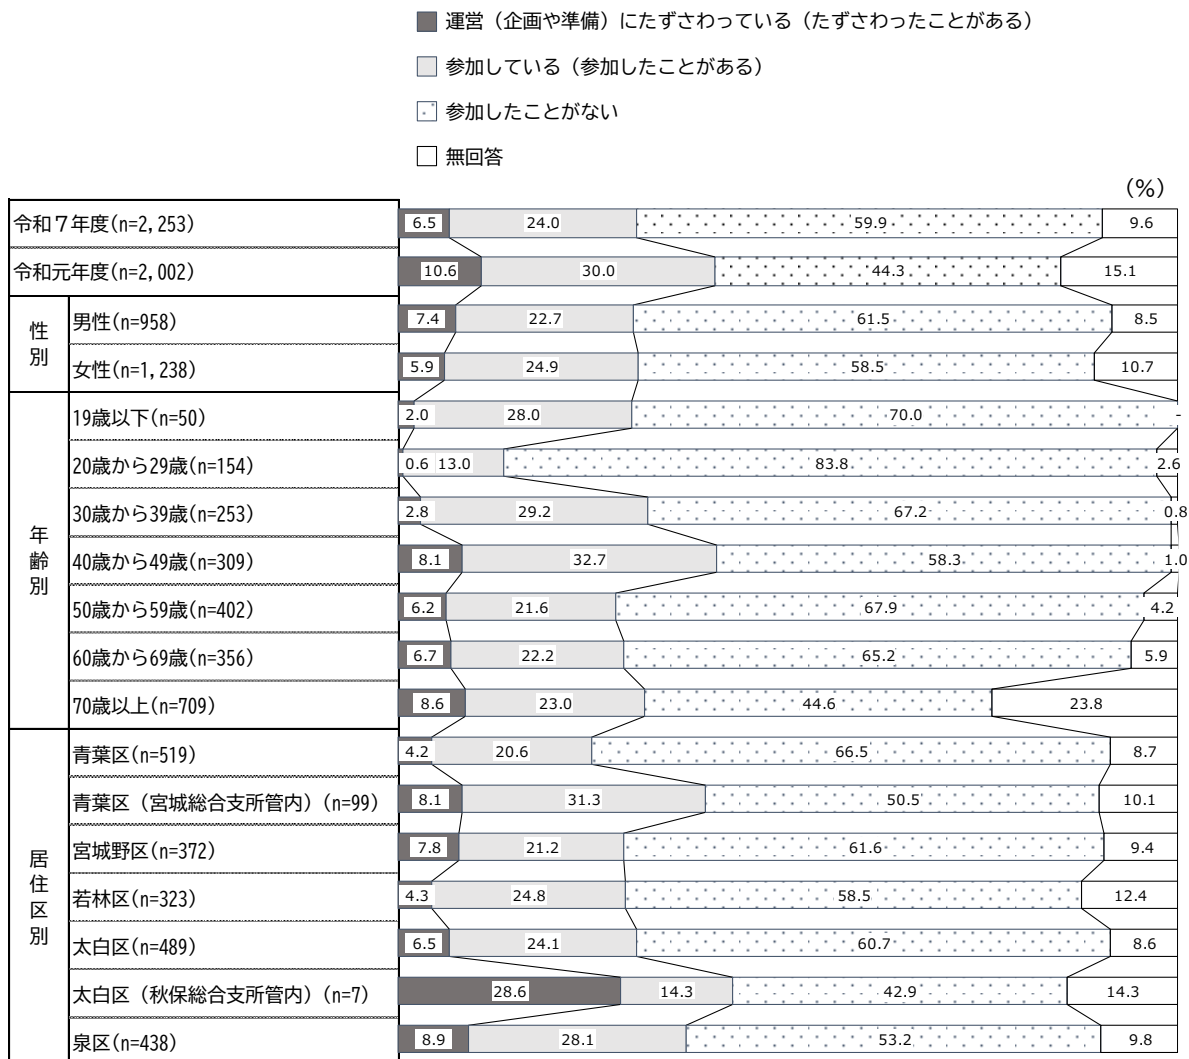 運営（企画や準備）にたずさわっている（たずさわったことがある）
参加している（参加したことがある）
参加したことがない
無回答
（%）
令和７年度(n=2,253) 6.5 24.0 59.9 9.6
令和元年度(n=2,002) 10.6 30.0 44.3 15.1
性別
男性(n=958) 7.4 22.7 61.5 8.5
女性(n=1,238) 5.9 24.9 58.5 10.7
年齢別
19歳以下(n=50) 2.0 28.0 70.0 -
20歳から29歳(n=154) 0.6 13.0 83.8 2.6
30歳から39歳(n=253) 2.8 29.2 67.2 0.8
40歳から49歳(n=309) 8.1 32.7 58.3 1.0
50歳から59歳(n=402) 6.2 21.6 67.9 4.2
60歳から69歳(n=356) 6.7 22.2 65.2 5.9
70歳以上(n=709) 8.6 23.0 44.6 23.8
居住区別
青葉区(n=519) 4.2 20.6 66.5 8.7
青葉区（宮城総合支所管内）(n=99) 8.1 31.3 50.5 10.1
宮城野区(n=372) 7.8 21.2 61.6 9.4
若林区(n=323) 4.3 24.8 58.5 12.4
太白区(n=489) 6.5 24.1 60.7 8.6
太白区（秋保総合支所管内）(n=7) 28.6 14.3 42.9 14.3
泉区(n=438) 8.9 28.1 53.2 9.8